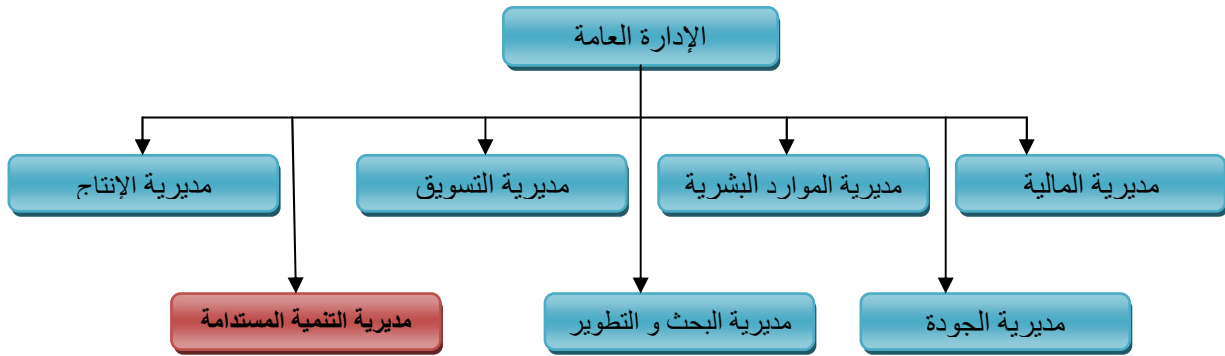 الإدارة العامة
مديرية المالية
مديرية الموارد البشرية
مديرية التسويق
مديرية الإنتاج
مديرية الجودة
مديرية البحث و التطوير
مديرية التنمية المستدامة